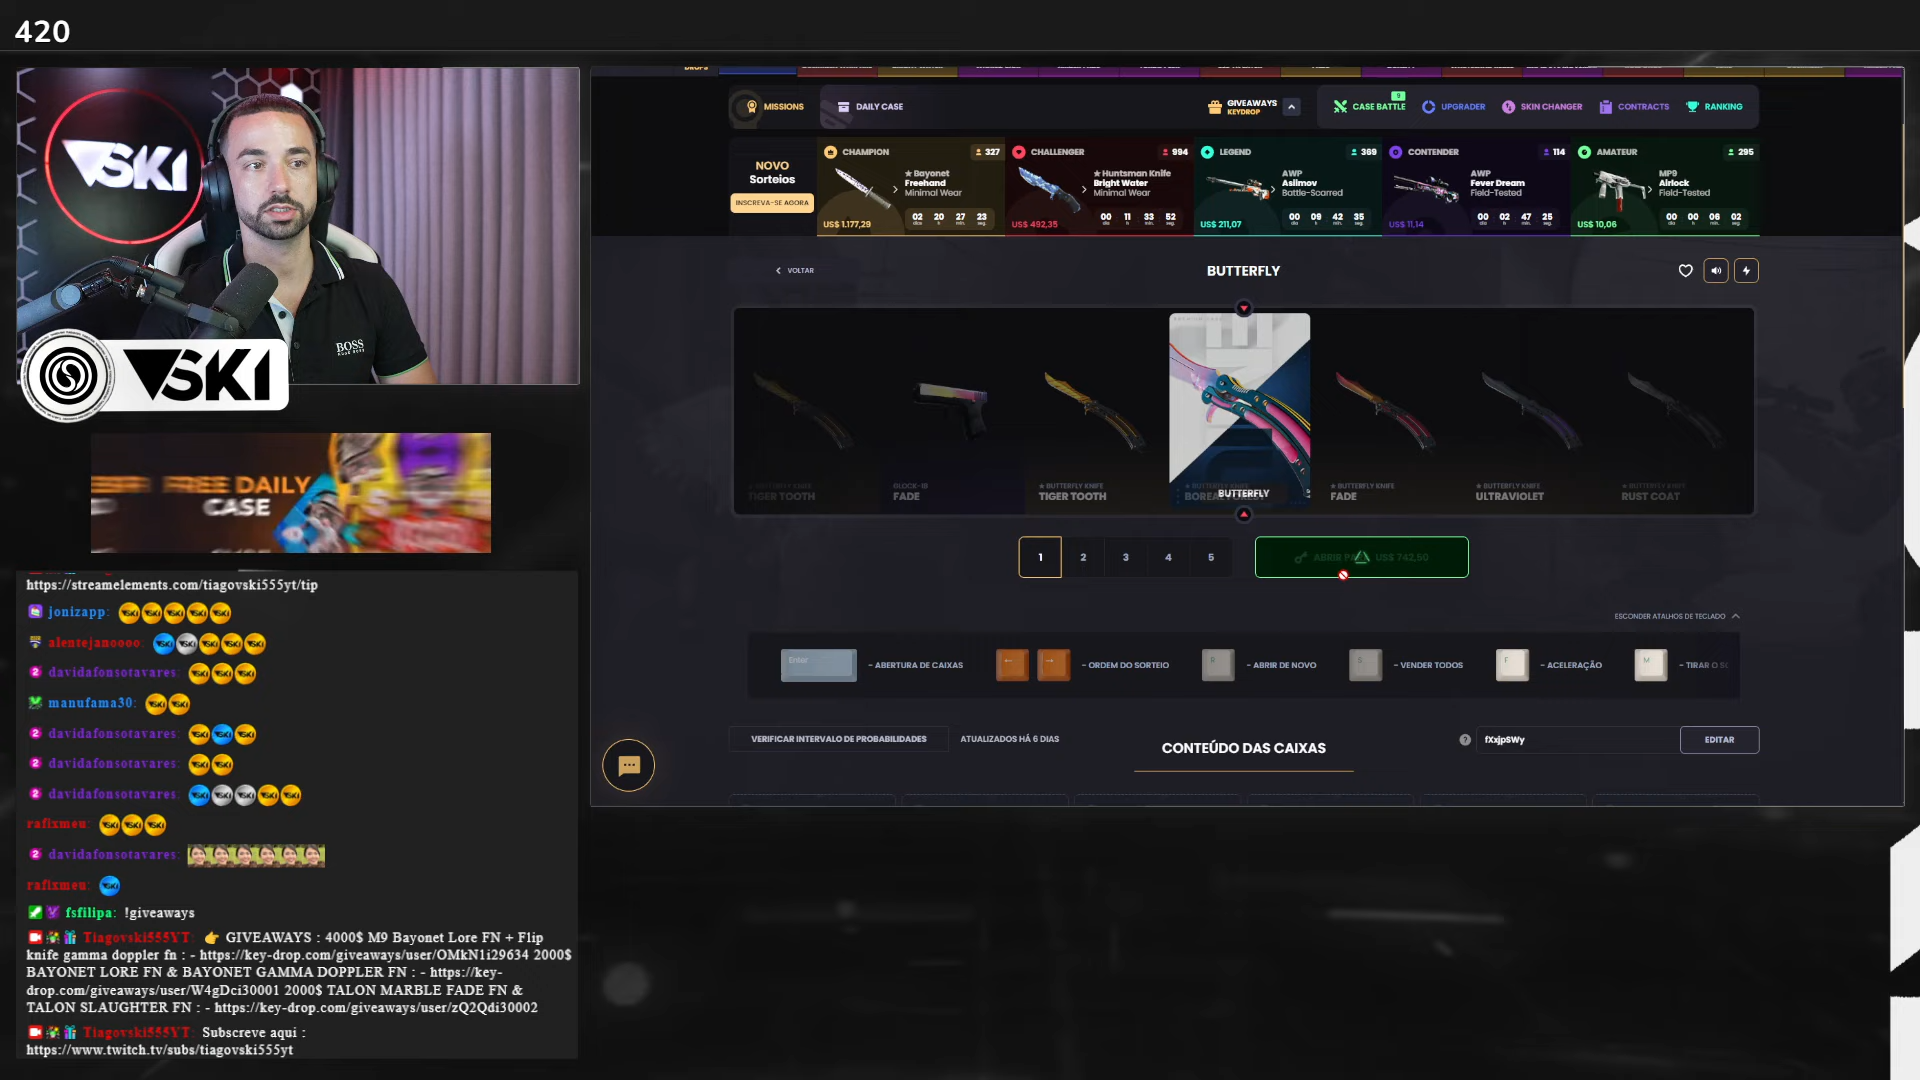 420
VSKI
BOSS
VSKI
FREE DAILY
CASE
https://streamelements.com/tiagovski555yt/tip
jonizapp:
alentejanoooo:
davidafonsotavares:
manufama30:
davidafonsotavares:
davidafonsotavares:
davidafonsotavares:
rafixmeu:
davidafonsotavares:
rafixmeu:
fsfilipa: !giveaways
Tiagovski555YT: 👉 GIVEAWAYS : 4000$ M9 Bayonet Lore FN + Flip
knife gamma doppler fn : - https://key-drop.com/giveaways/user/OMkN1i29634 2000$
BAYONET LORE FN & BAYONET GAMMA DOPPLER FN : - https://key-
drop.com/giveaways/user/W4gDci30001 2000$ TALON MARBLE FADE FN &
TALON SLAUGHTER FN : - https://key-drop.com/giveaways/user/zQ2Qdi30002
Tiagovski555YT: Subscreve aqui :
https://www.twitch.tv/subs/tiagovski555yt
DROPS
MISSIONS
DAILY CASE
GIVEAWAYS
KEYDROP
9
CASE BATTLE
UPGRADER
SKIN CHANGER
CONTRACTS
RANKING
NOVO
Sorteios
INSCREVA-SE AGORA
CHAMPION 327
★ Bayonet
Freehand
Minimal Wear
US$ 1.177,29
02 20 27 23
CHALLENGER 994
★ Huntsman Knife
Bright Water
Minimal Wear
US$ 492,35
00 11 33 52
LEGEND 369
AWP
Asiimov
Battle-Scarred
US$ 211,07
00 09 42 35
CONTENDER 114
AWP
Fever Dream
Field-Tested
US$ 11,14
00 02 47 25
AMATEUR 295
MP9
Airlock
Field-Tested
US$ 10,06
00 00 06 02
VOLTAR
BUTTERFLY
★ BUTTERFLY KNIFE
TIGER TOOTH
GLOCK-18
FADE
★ BUTTERFLY KNIFE
TIGER TOOTH
BUTTERFLY
★ BUTTERFLY KNIFE
FADE
★ BUTTERFLY KNIFE
ULTRAVIOLET
★ BUTTERFLY KNIFE
RUST COAT
1 2 3 4 5
ABRIR US$ 742,50
ESCONDER ATALHOS DE TECLADO
Enter - ABERTURA DE CAIXAS
← → - ORDEM DO SORTEIO
R - ABRIR DE NOVO
S - VENDER TODOS
F - ACELERAÇÃO
M - TIRAR O
VERIFICAR INTERVALO DE PROBABILIDADES
ATUALIZADOS HÁ 6 DIAS
CONTEÚDO DAS CAIXAS
? fXxjpSWy
EDITAR